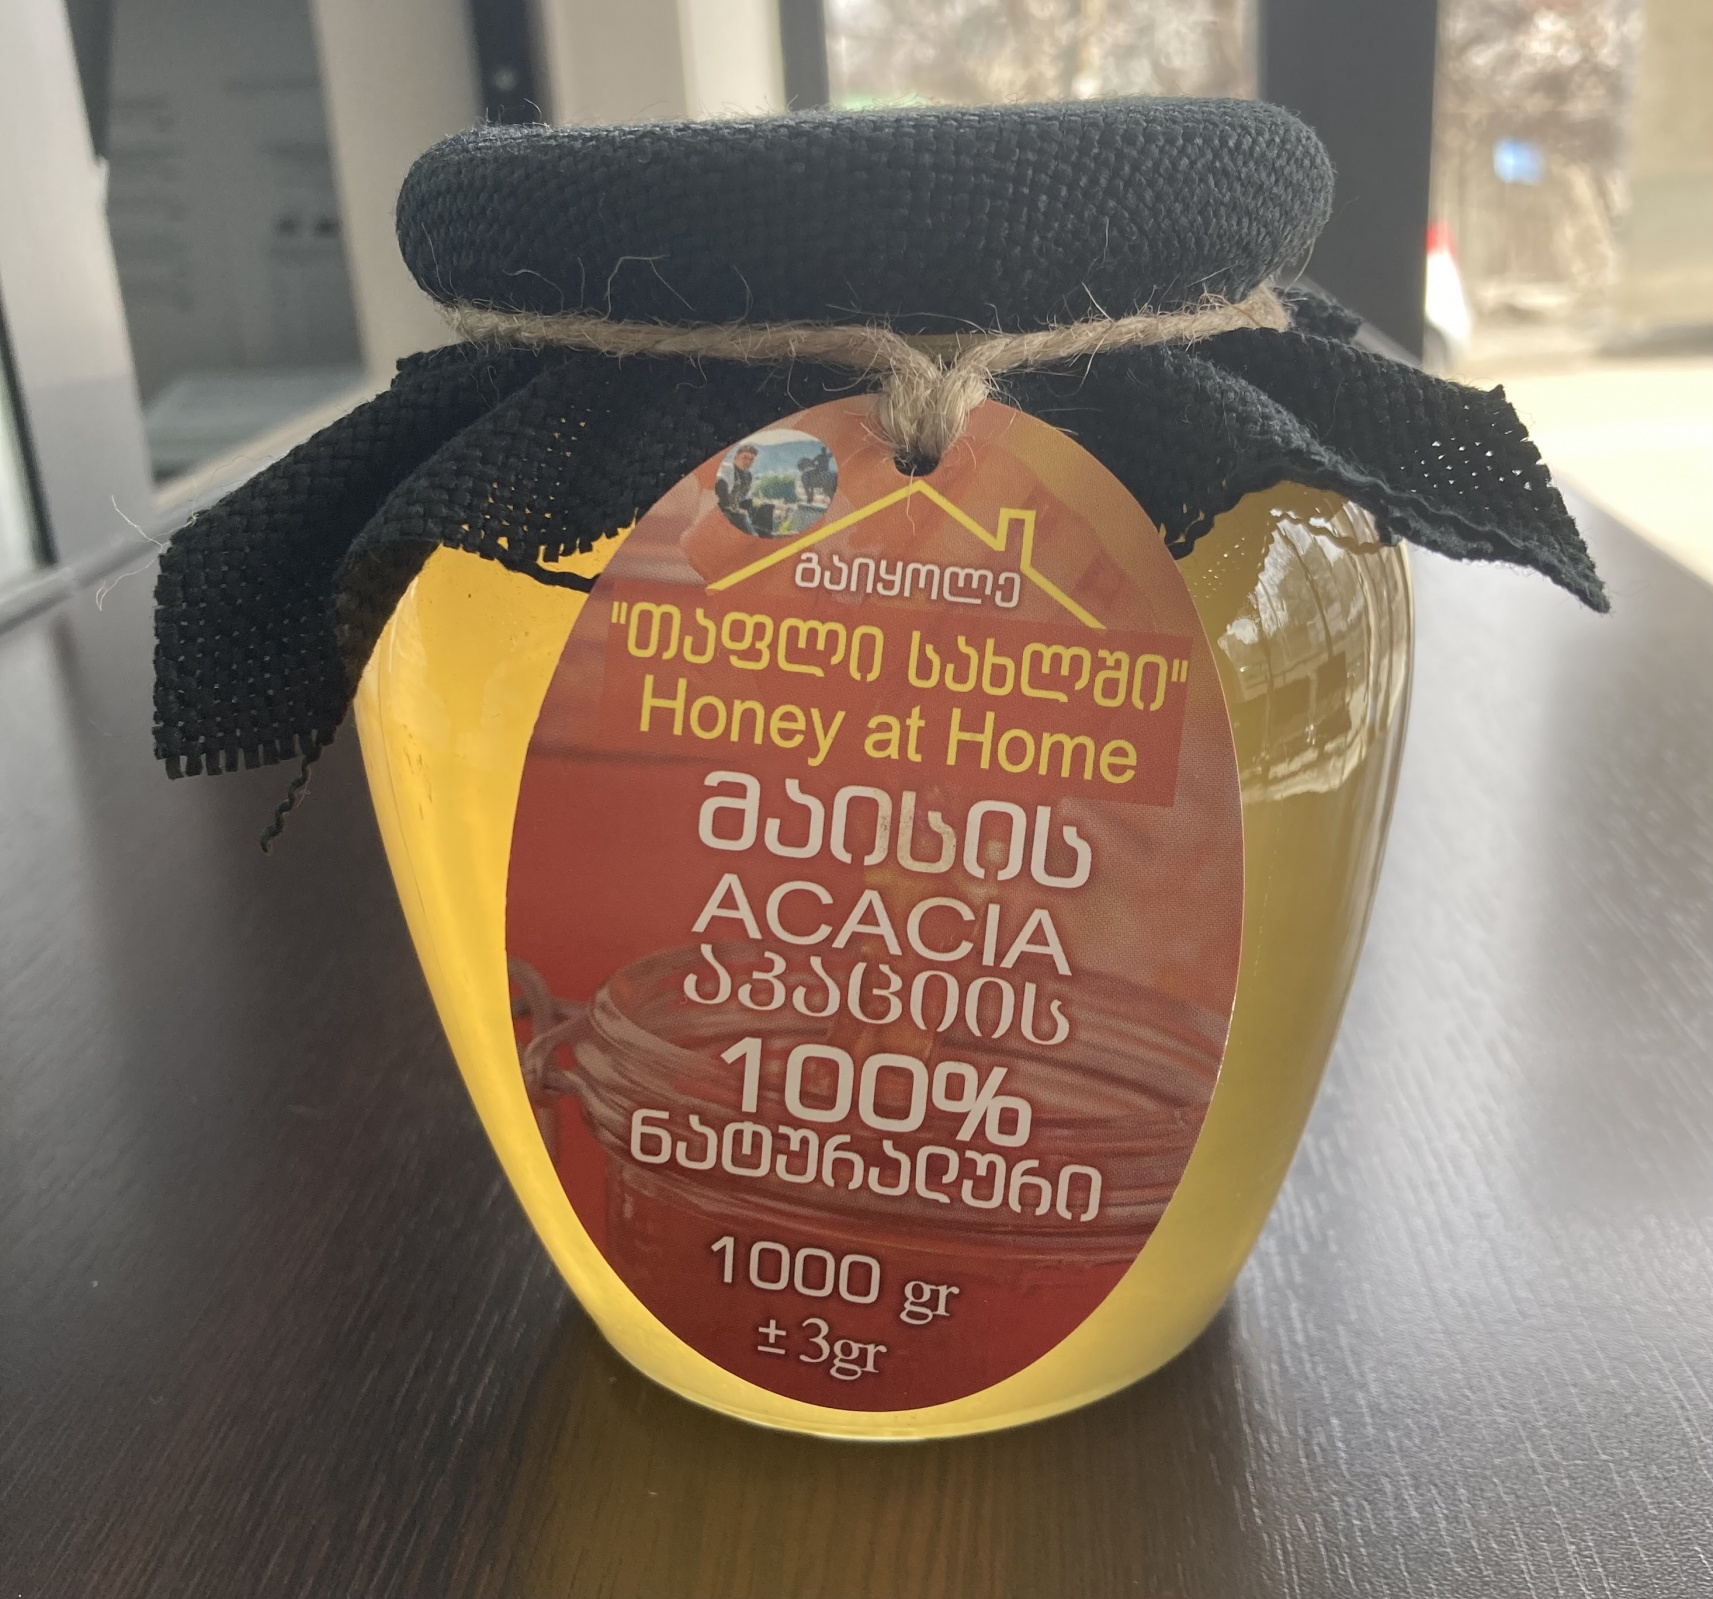 გაიყოლე
"თაფლი სახლში"
Honey at Home
მაისის
ACACIA
აკაციის
100%
ნატურალური
1000 gr
± 3gr